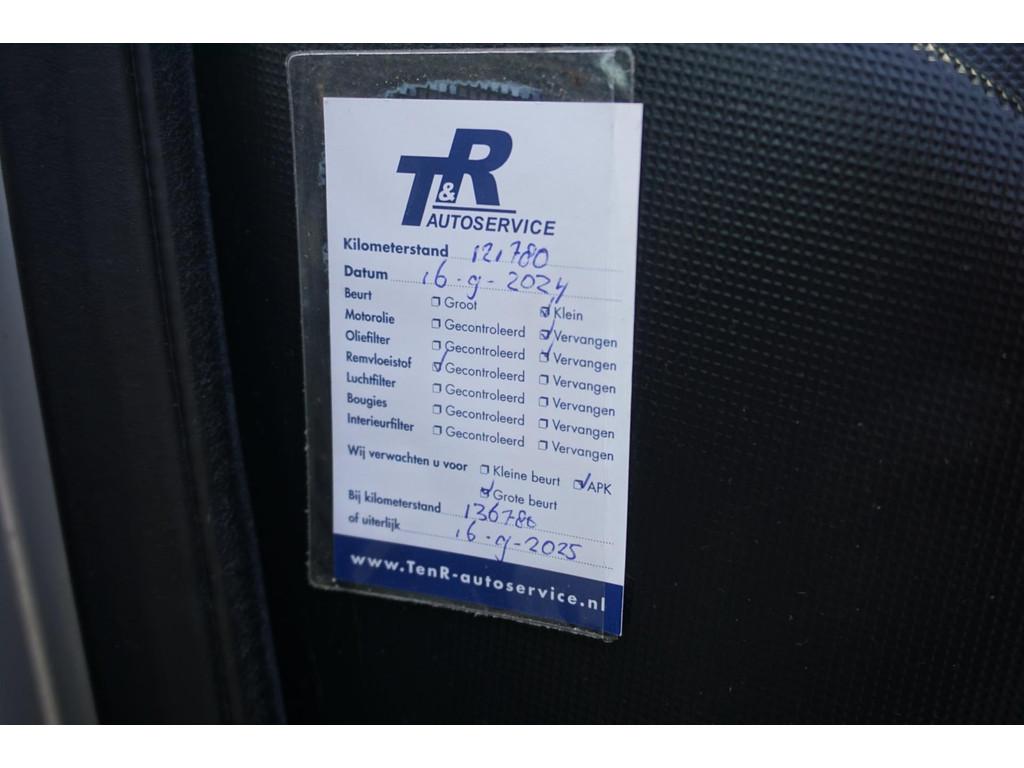 T&R
AUTOSERVICE
Kilometerstand 121780
Datum 16-9-2024
Beurt Groot Klein
Motorolie Gecontroleerd Vervangen
Oliefilter Gecontroleerd Vervangen
Remvloeistof Gecontroleerd Vervangen
Luchtfilter Gecontroleerd Vervangen
Bougies Gecontroleerd Vervangen
Interieurfilter Gecontroleerd Vervangen
Wij verwachten u voor Kleine beurt APK
Grote beurt
Bij kilometerstand 136780
of uiterlijk 16-9-2025
www.TenR-autoservice.nl